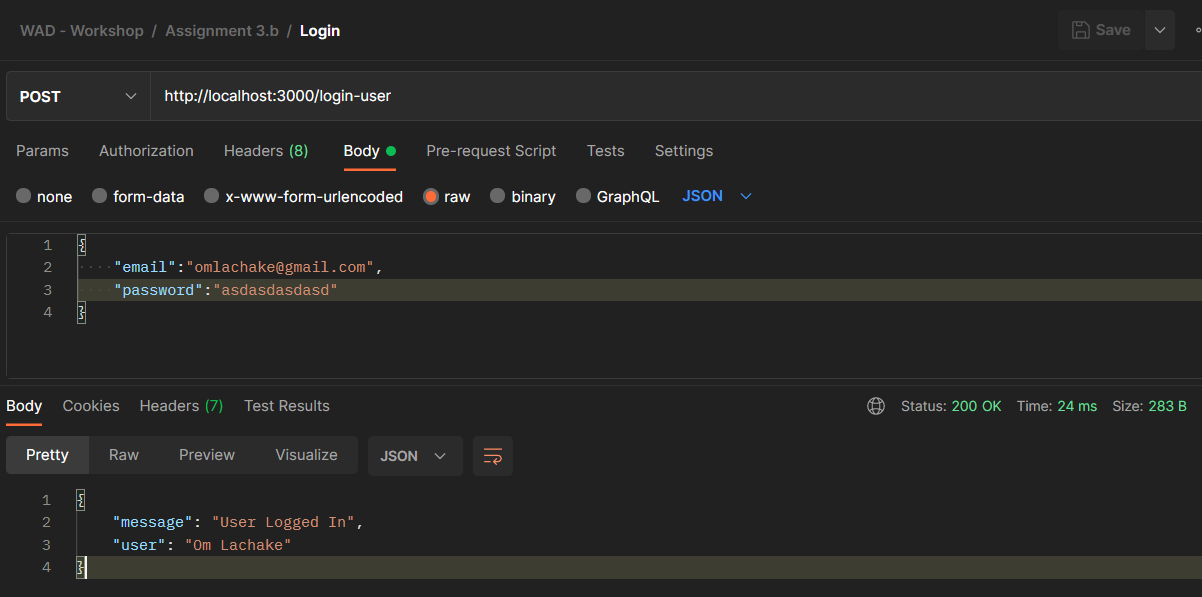 WAD - Workshop / Assignment 3.b / Login
Save
POST http://localhost:3000/login-user
Params Authorization Headers (8) Body Pre-request Script Tests Settings
none form-data x-www-form-urlencoded raw binary GraphQL JSON
1 {
2 ····"email":"omlachake@gmail.com",
3 ····"password":"asdasdasdasd"
4 }
Body Cookies Headers (7) Test Results Status: 200 OK Time: 24 ms Size: 283 B
Pretty Raw Preview Visualize JSON
1 {
2 "message": "User Logged In",
3 "user": "Om Lachake"
4 }